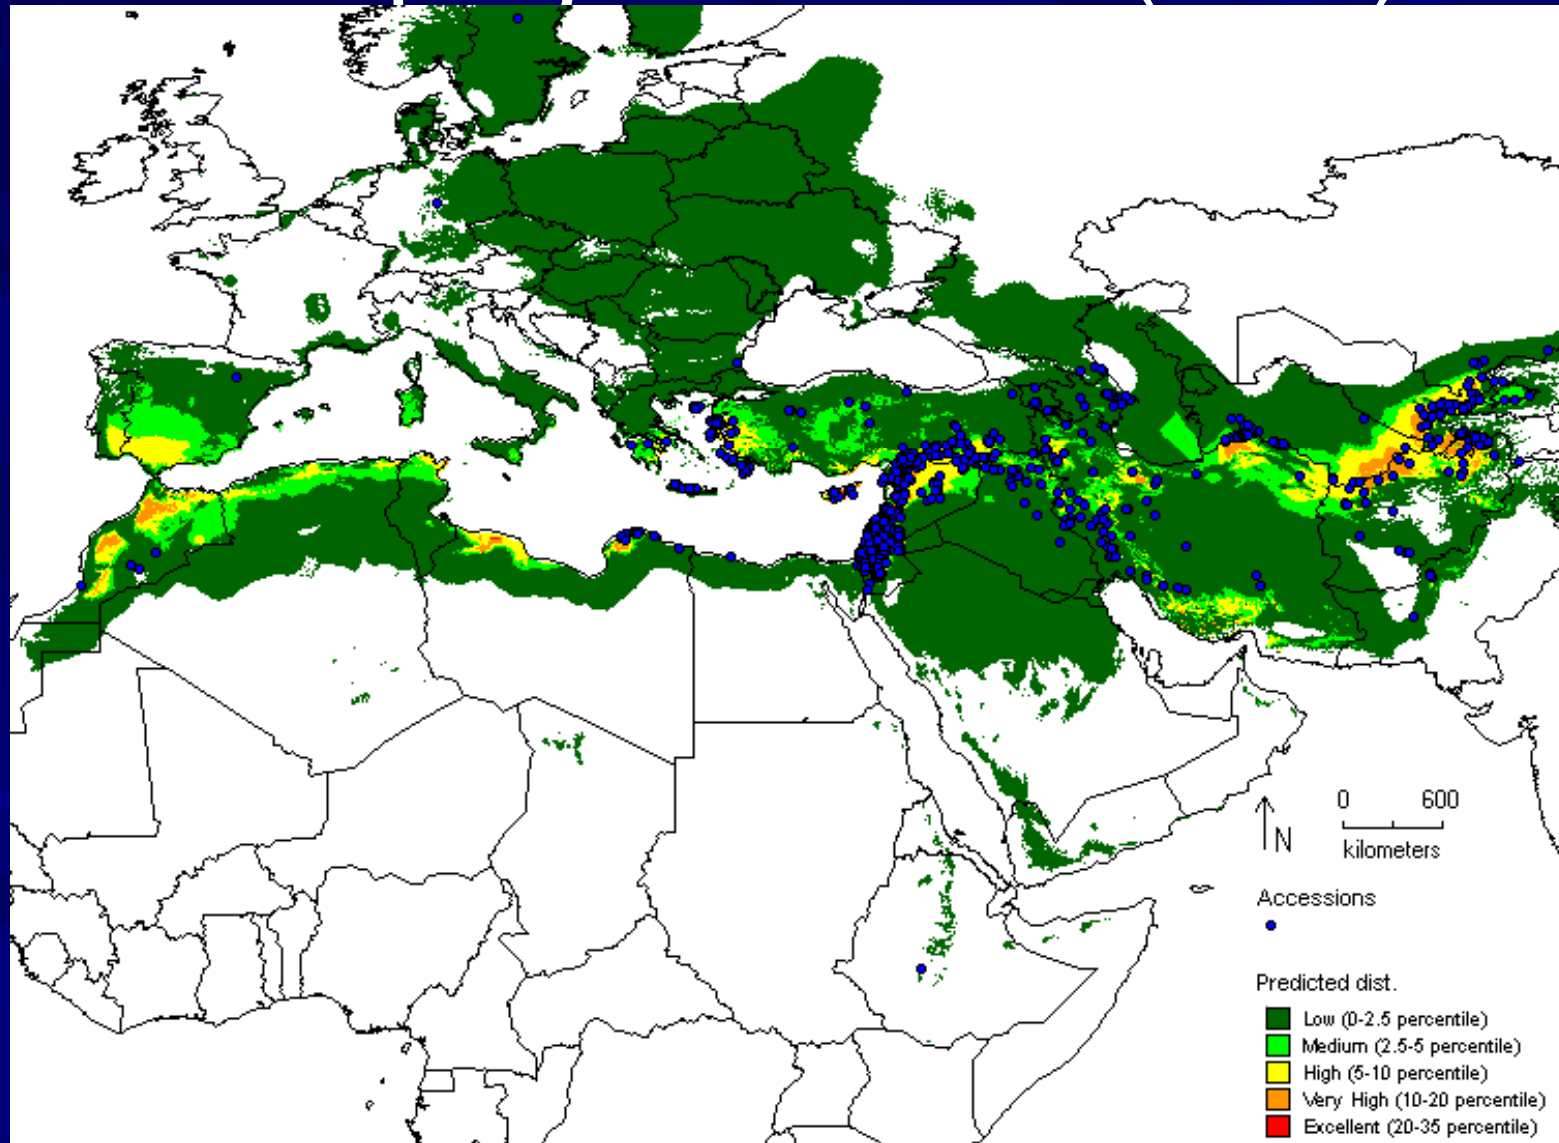 0 600
kilometers
N
Accessions
Predicted dist.
Low (0-2.5 percentile)
Medium (2.5-5 percentile)
High (5-10 percentile)
Very High (10-20 percentile)
Excellent (20-35 percentile)